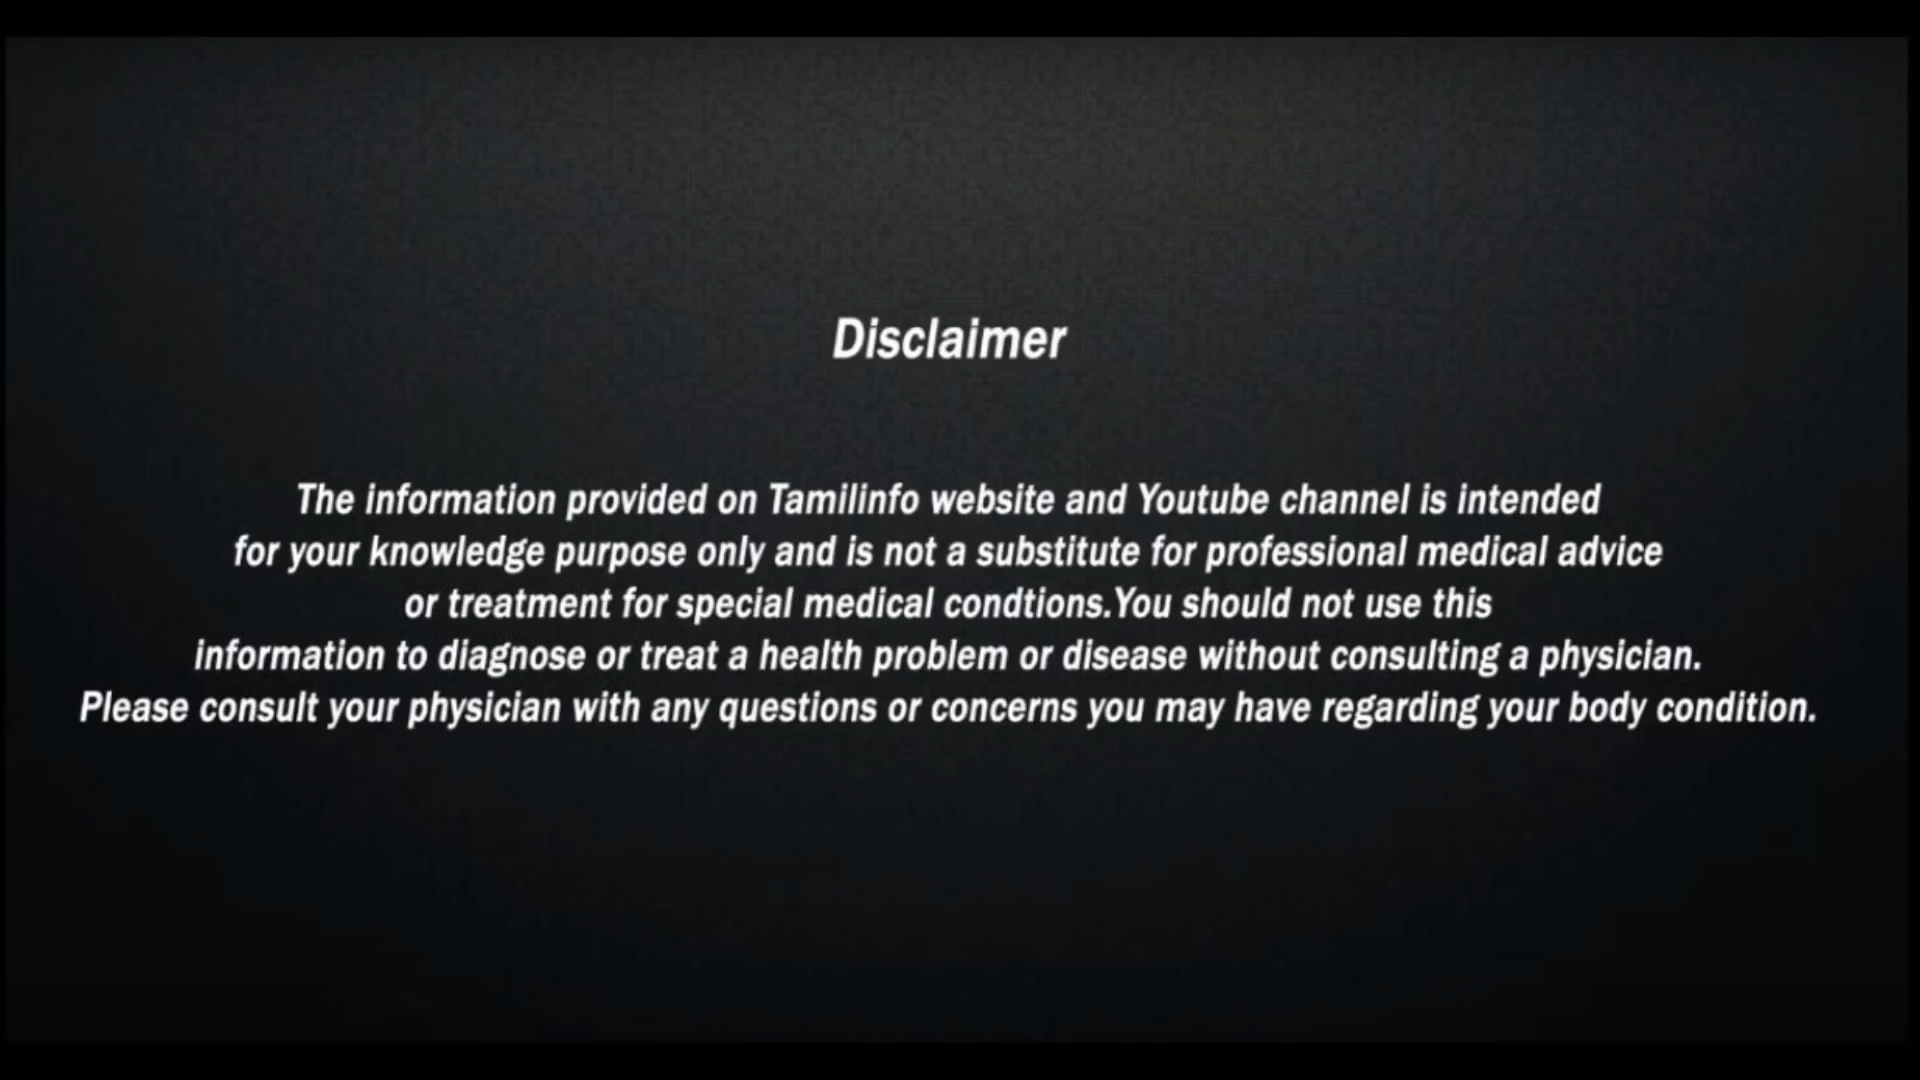 Disclaimer
The information provided on Tamilinfo website and Youtube channel is intended
for your knowledge purpose only and is not a substitute for professional medical advice
or treatment for special medical condtions.You should not use this
information to diagnose or treat a health problem or disease without consulting a physician.
Please consult your physician with any questions or concerns you may have regarding your body condition.